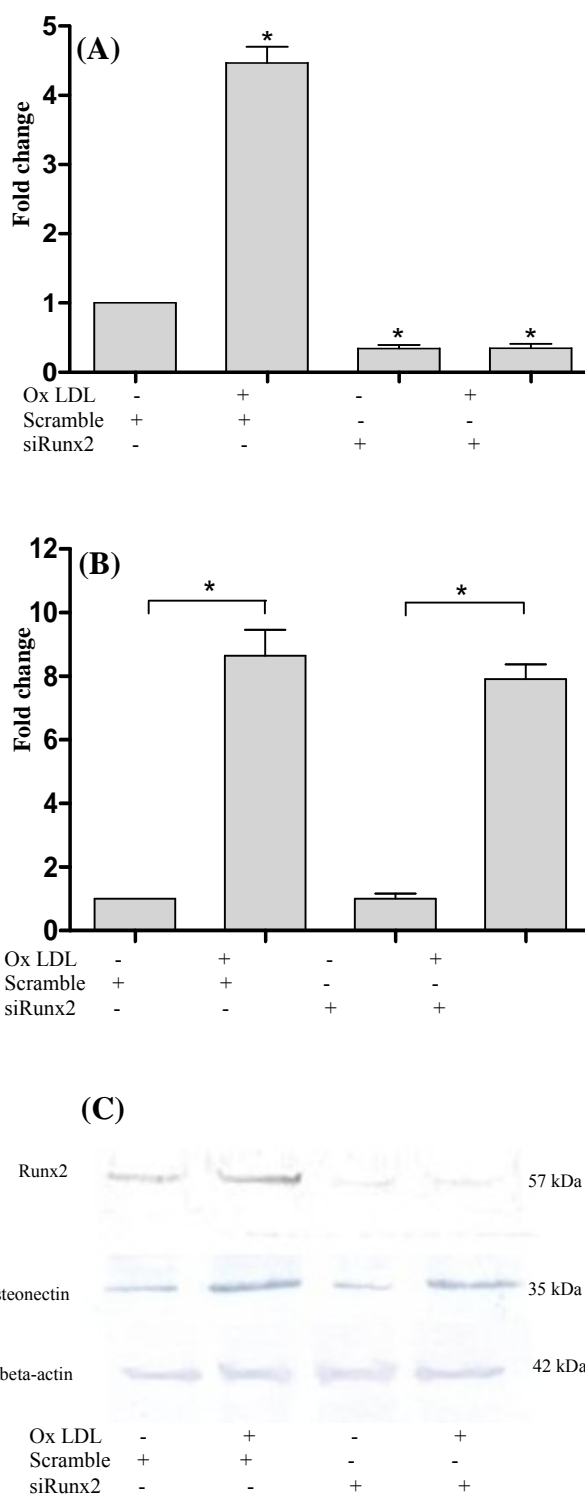 (A)
Fold change
5
4
3
2
1
0
*
* *
Ox LDL - + - +
Scramble + + - -
siRunx2 - - + +
(B)
Fold change
12
10
8
6
4
2
0
* *
Ox LDL - + - +
Scramble + + - -
siRunx2 - - + +
(C)
Runx2 57 kDa
steonectin 35 kDa
beta-actin 42 kDa
Ox LDL - + - +
Scramble + + - -
siRunx2 - - + +